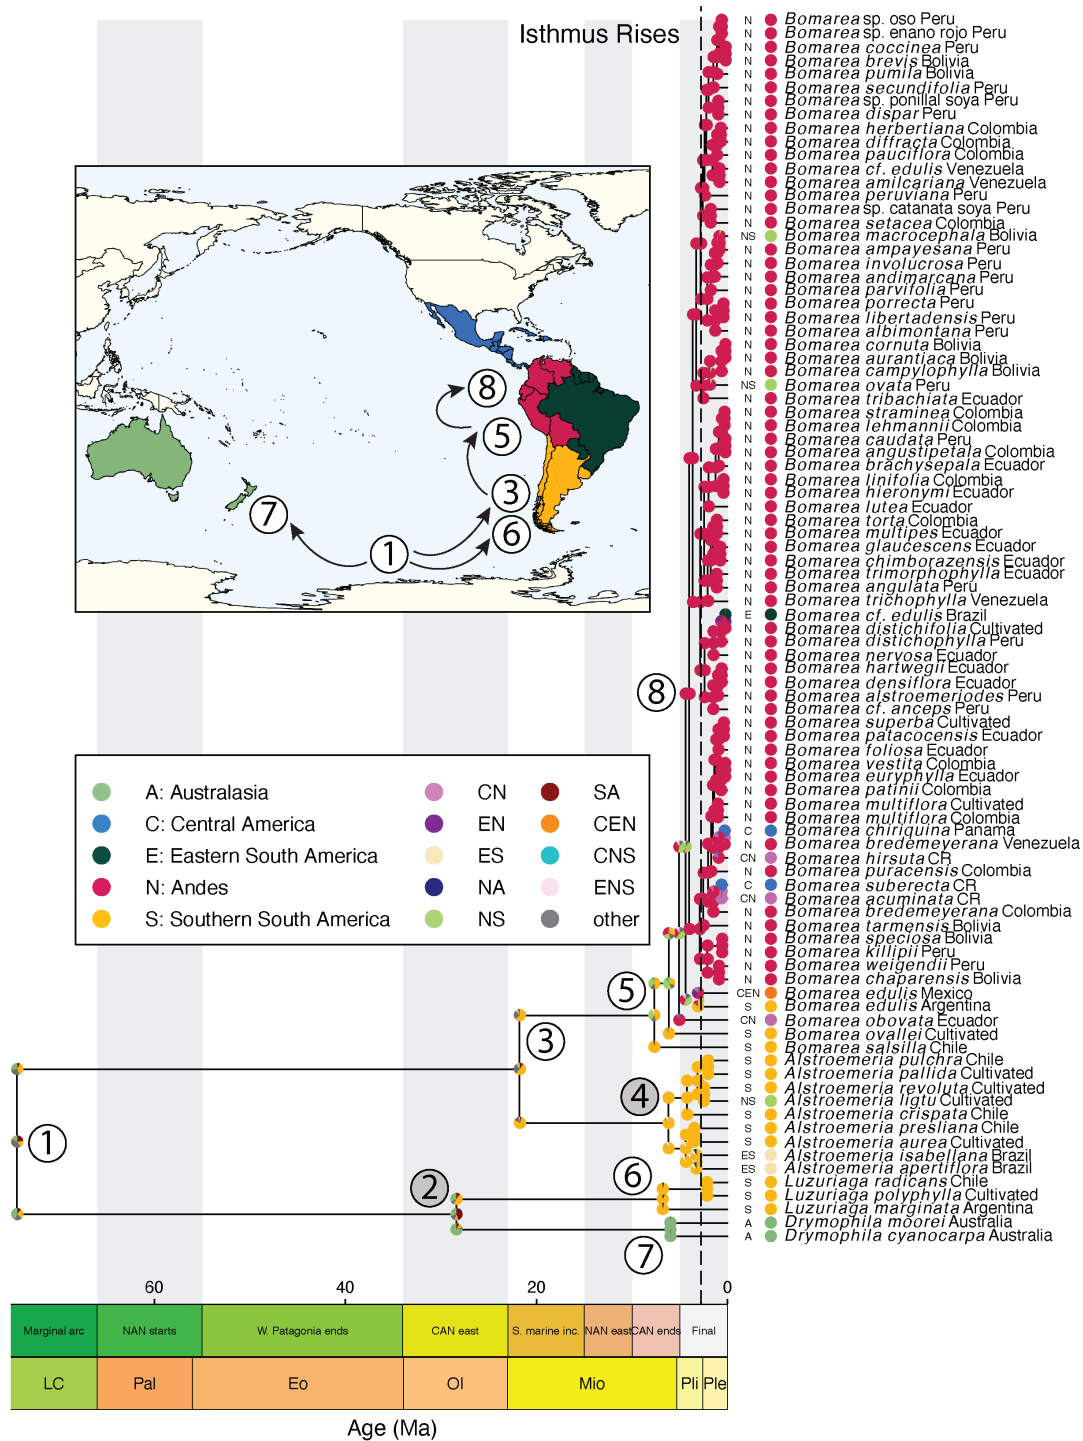 Isthmus Rises
N Bomarea sp. oso Peru
N Bomarea sp. enano rojo Peru
N Bomarea coccinea Peru
N Bomarea brevis Bolivia
N Bomarea pumila Bolivia
N Bomarea secundifolia Peru
N Bomarea sp. ponillal soya Peru
N Bomarea dispar Peru
N Bomarea herbertiana Colombia
N Bomarea diffracta Colombia
N Bomarea pauciflora Colombia
N Bomarea cf. edulis Venezuela
N Bomarea amilcariana Venezuela
N Bomarea peruviana Peru
N Bomarea sp. catanata soya Peru
N Bomarea setacea Colombia
NS Bomarea macrocephala Bolivia
N Bomarea ampayesana Peru
N Bomarea involucrosa Peru
N Bomarea andimarcana Peru
N Bomarea parvifolia Peru
N Bomarea porrecta Peru
N Bomarea libertadensis Peru
N Bomarea albimontana Peru
N Bomarea cornuta Bolivia
N Bomarea aurantiaca Bolivia
N Bomarea campylophylla Bolivia
NS Bomarea ovata Peru
N Bomarea tribachiata Ecuador
N Bomarea straminea Colombia
N Bomarea lehmannii Colombia
N Bomarea caudata Peru
N Bomarea angustipetala Colombia
N Bomarea brachysepala Ecuador
N Bomarea linifolia Colombia
N Bomarea hieronymi Ecuador
N Bomarea lutea Ecuador
N Bomarea torta Colombia
N Bomarea multipes Ecuador
N Bomarea glaucescens Ecuador
N Bomarea chimborazensis Ecuador
N Bomarea trimorphophylla Ecuador
N Bomarea angulata Peru
N Bomarea trichophylla Venezuela
E Bomarea cf. edulis Brazil
N Bomarea distichifolia Cultivated
N Bomarea distichophylla Peru
N Bomarea nervosa Ecuador
N Bomarea hartwegii Ecuador
N Bomarea densiflora Ecuador
N Bomarea alstroemeriodes Peru
N Bomarea cf. anceps Peru
N Bomarea superba Cultivated
N Bomarea patacocensis Ecuador
N Bomarea foliosa Ecuador
N Bomarea vestita Colombia
N Bomarea euryphylla Ecuador
N Bomarea patinii Colombia
N Bomarea multiflora Cultivated
N Bomarea multiflora Colombia
C Bomarea chiriquina Panama
N Bomarea bredemeyerana Venezuela
CN Bomarea hirsuta CR
N Bomarea puracensis Colombia
C Bomarea suberecta CR
CN Bomarea acuminata CR
N Bomarea bredemeyerana Colombia
N Bomarea tarmensis Bolivia
N Bomarea speciosa Bolivia
N Bomarea killipii Peru
N Bomarea weigendii Peru
N Bomarea chaparensis Bolivia
CEN Bomarea edulis Mexico
S Bomarea edulis Argentina
CN Bomarea obovata Ecuador
S Bomarea ovallei Cultivated
S Bomarea salsilla Chile
S Alstroemeria pulchra Chile
S Alstroemeria pallida Cultivated
S Alstroemeria revoluta Cultivated
NS Alstroemeria ligtu Cultivated
S Alstroemeria crispata Chile
S Alstroemeria presliana Chile
S Alstroemeria aurea Cultivated
ES Alstroemeria isabellana Brazil
ES Alstroemeria apertiflora Brazil
S Luzuriaga radicans Chile
S Luzuriaga polyphylla Cultivated
S Luzuriaga marginata Argentina
A Drymophila moorei Australia
A Drymophila cyanocarpa Australia
8
5
3
7
6
1
8
A: Australasia CN SA
C: Central America EN CEN
E: Eastern South America ES CNS
N: Andes NA ENS
S: Southern South America NS other
5
3
4
1
2
6
7
60 40 20 0
Marginal arc NAN starts W. Patagonia ends CAN east S. marine inc. NAN east CAN ends Final
LC Pal Eo Ol Mio Pli Ple
Age (Ma)